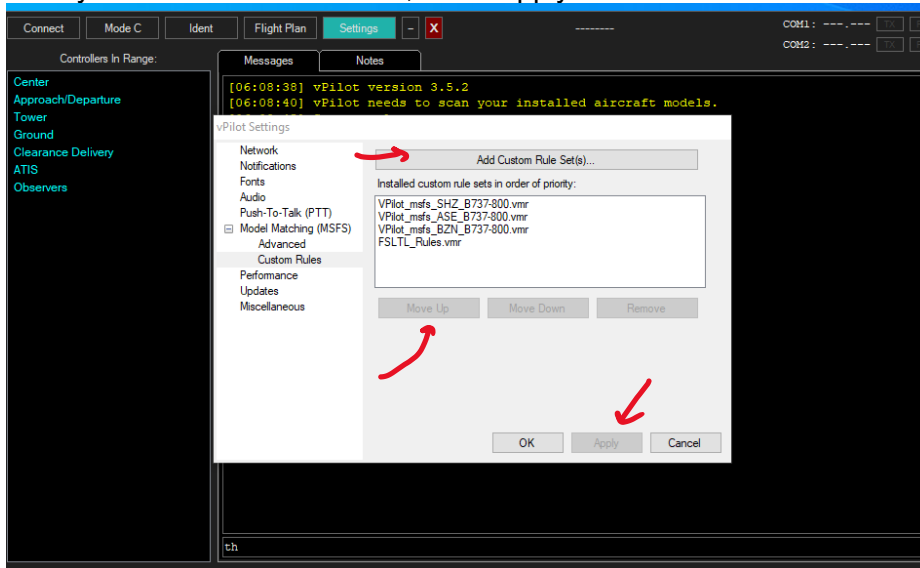 Connect
Mode C
Ident
Flight Plan
Settings
-
X
-------
COM1: ---.--- TX
COM2: ---.--- TX
Controllers In Range:
Messages
Notes
Center
Approach/Departure
Tower
Ground
Clearance Delivery
ATIS
Observers
[06:08:38] vPilot version 3.5.2
[06:08:40] vPilot needs to scan your installed aircraft models.
vPilot Settings
Network
Notifications
Fonts
Audio
Push-To-Talk (PTT)
Model Matching (MSFS)
Advanced
Custom Rules
Performance
Updates
Miscellaneous
Add Custom Rule Set(s)...
Installed custom rule sets in order of priority:
VPilot_msfs_SHZ_B737-800.vmr
VPilot_msfs_ASE_B737-800.vmr
VPilot_msfs_BZN_B737-800.vmr
FSLTL_Rules.vmr
Move Up
Move Down
Remove
OK
Apply
Cancel
th